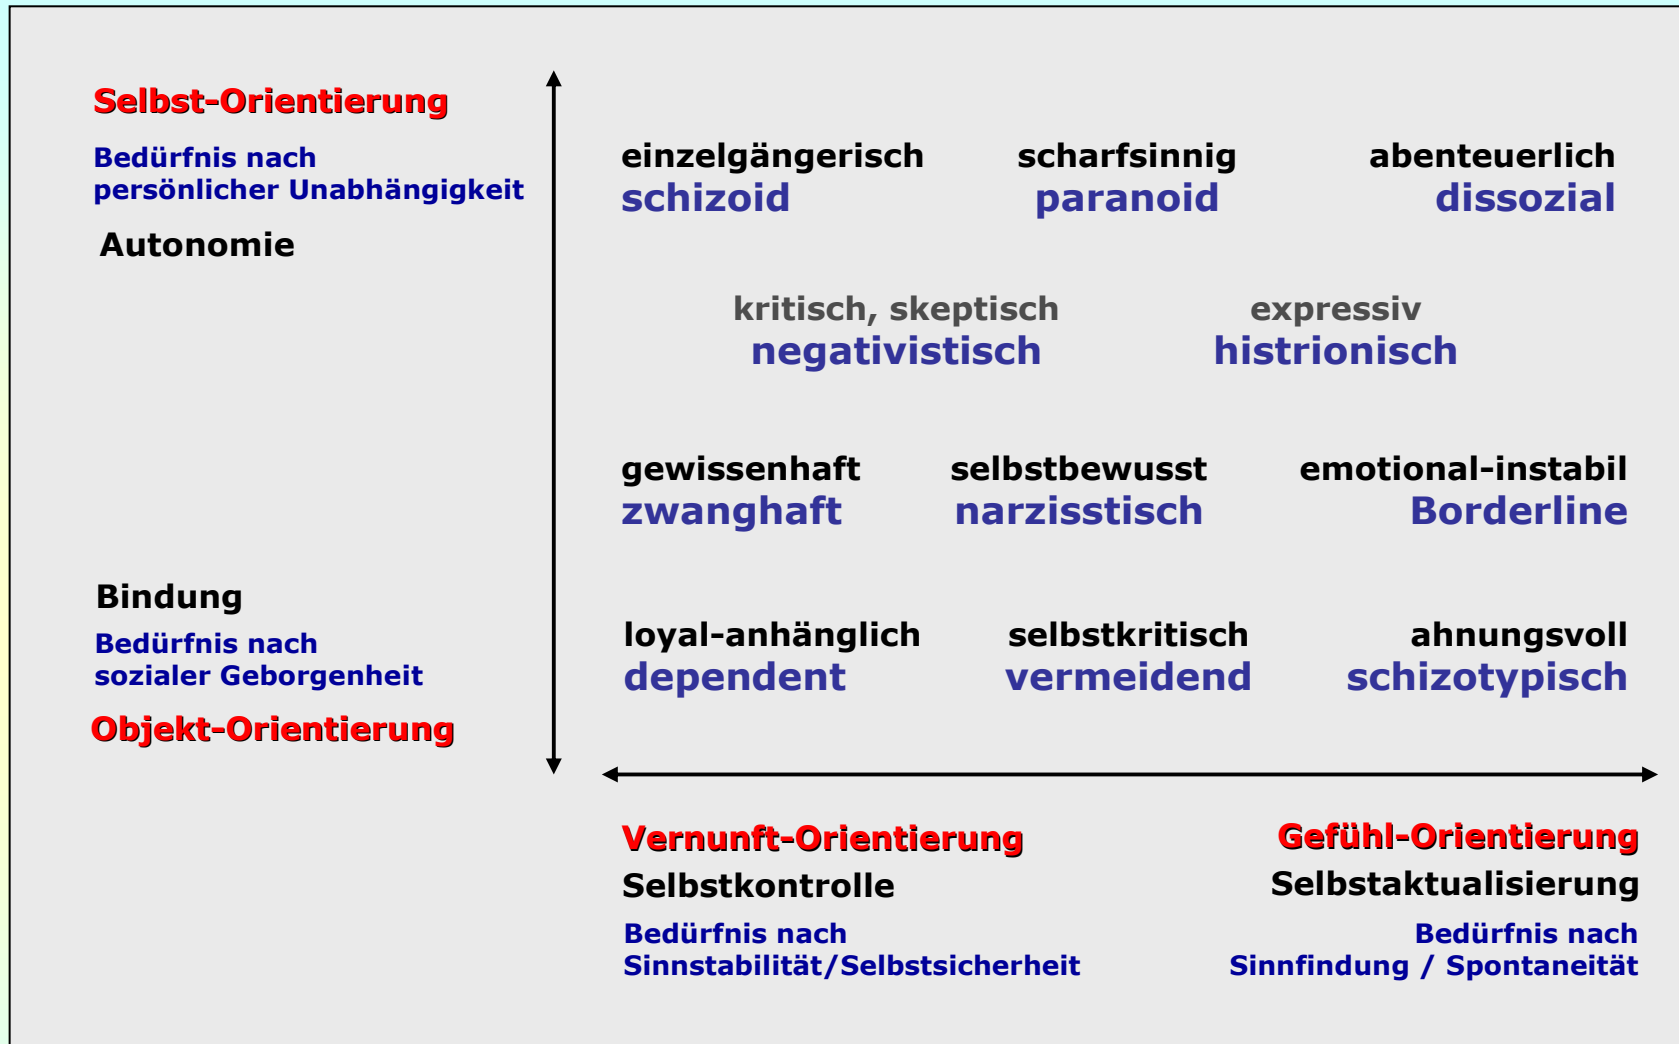 Selbst-Orientierung
Bedürfnis nach
persönlicher Unabhängigkeit
Autonomie
einzelgängerisch scharfsinnig abenteuerlich
schizoid paranoid dissozial
kritisch, skeptisch expressiv
negativistisch histrionisch
gewissenhaft selbstbewusst emotional-instabil
zwanghaft narzisstisch Borderline
Bindung
Bedürfnis nach
sozialer Geborgenheit
Objekt-Orientierung
loyal-anhänglich selbstkritisch ahnungsvoll
dependent vermeidend schizotypisch
Vernunft-Orientierung
Selbstkontrolle
Bedürfnis nach
Sinnstabilität/Selbstsicherheit
Gefühl-Orientierung
Selbstaktualisierung
Bedürfnis nach
Sinnfindung / Spontaneität